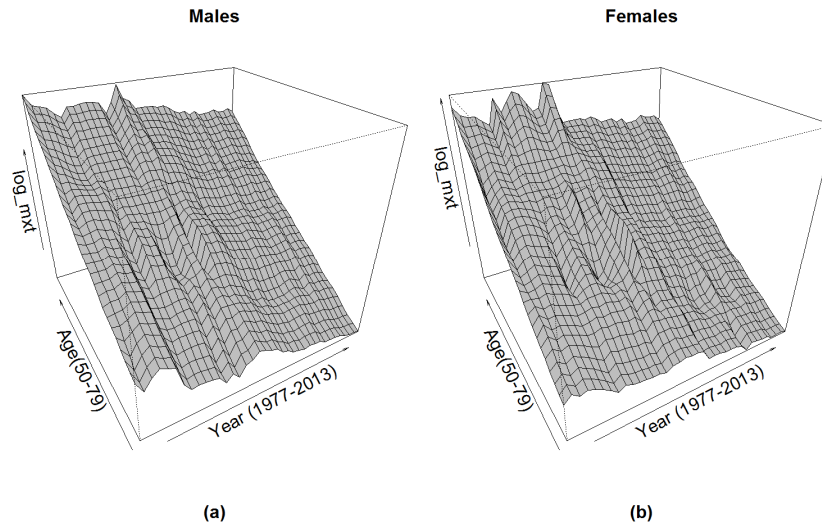 Males
Females
log_mxt
log_mxt
Age(50-79)
Year (1977-2013)
Age(50-79)
Year (1977-2013)
(a)
(b)